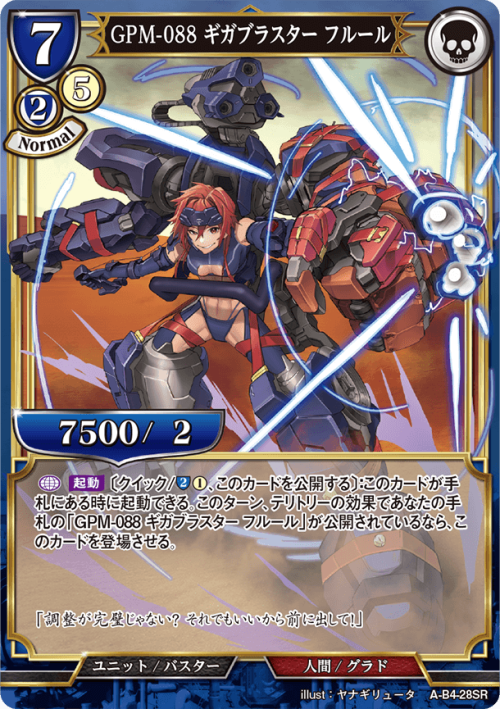 7
GPM-088 ギガブラスター フルール
2
5
Normal
7500/ 2
起動 〔クイック/2 1、このカードを公開する〕:このカードが手
札にある時に起動できる。このターン、テリトリーの効果であなたの手
札の「GPM-088 ギガブラスター フルール」が公開されているなら、こ
のカードを登場させる。
「調整が完璧じゃない? それでもいいから前に出して!」
ユニット/バスター
人間/グラド
illust:ヤナギリュータ A-B4-28SR